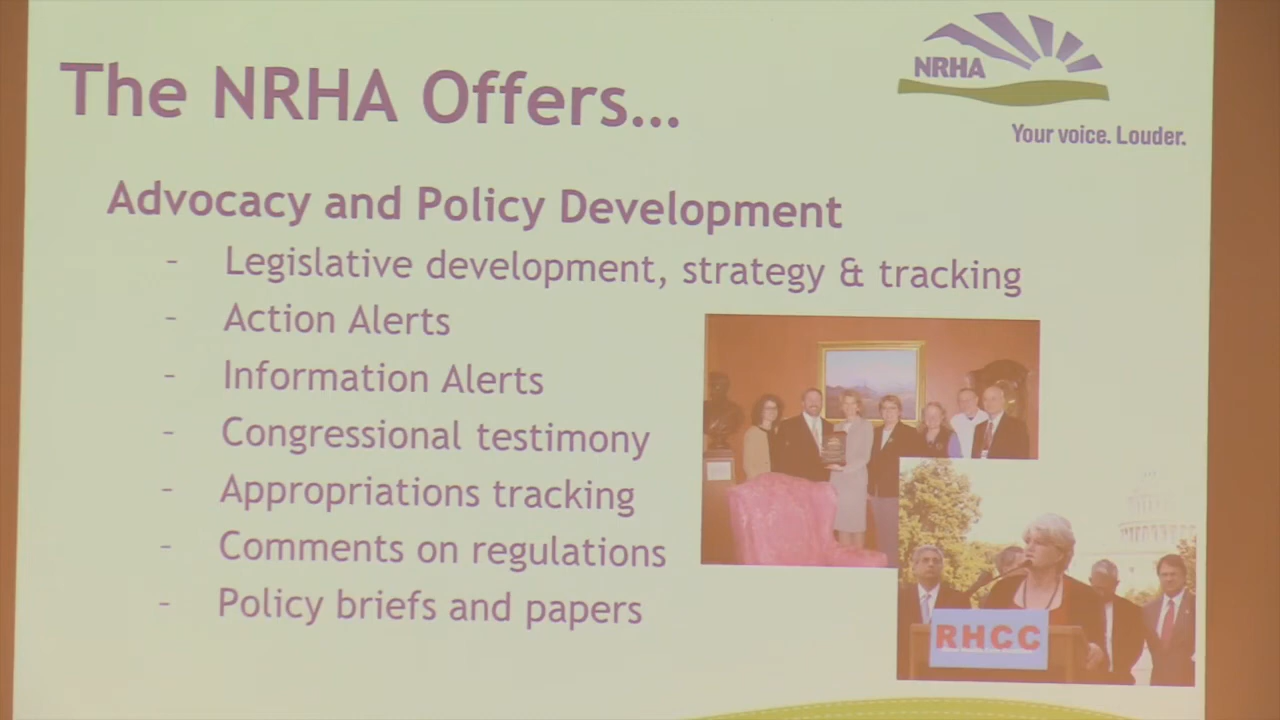 The NRHA Offers...
NRHA
Your voice. Louder.
Advocacy and Policy Development
- Legislative development, strategy & tracking
- Action Alerts
- Information Alerts
- Congressional testimony
- Appropriations tracking
- Comments on regulations
- Policy briefs and papers
RHCC